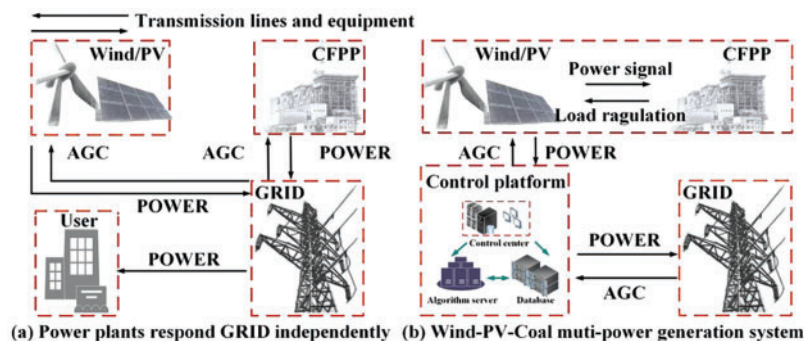 Transmission lines and equipment
Wind/PV
CFPP
AGC
AGC
POWER
POWER
GRID
User
POWER
(a) Power plants respond GRID independently
Wind/PV
CFPP
Power signal
Load ragulation
AGC
POWER
Control platform
Control center
Algorithm server
Database
POWER
AGC
GRID
(b) Wind-PV-Coal muti-power generation system